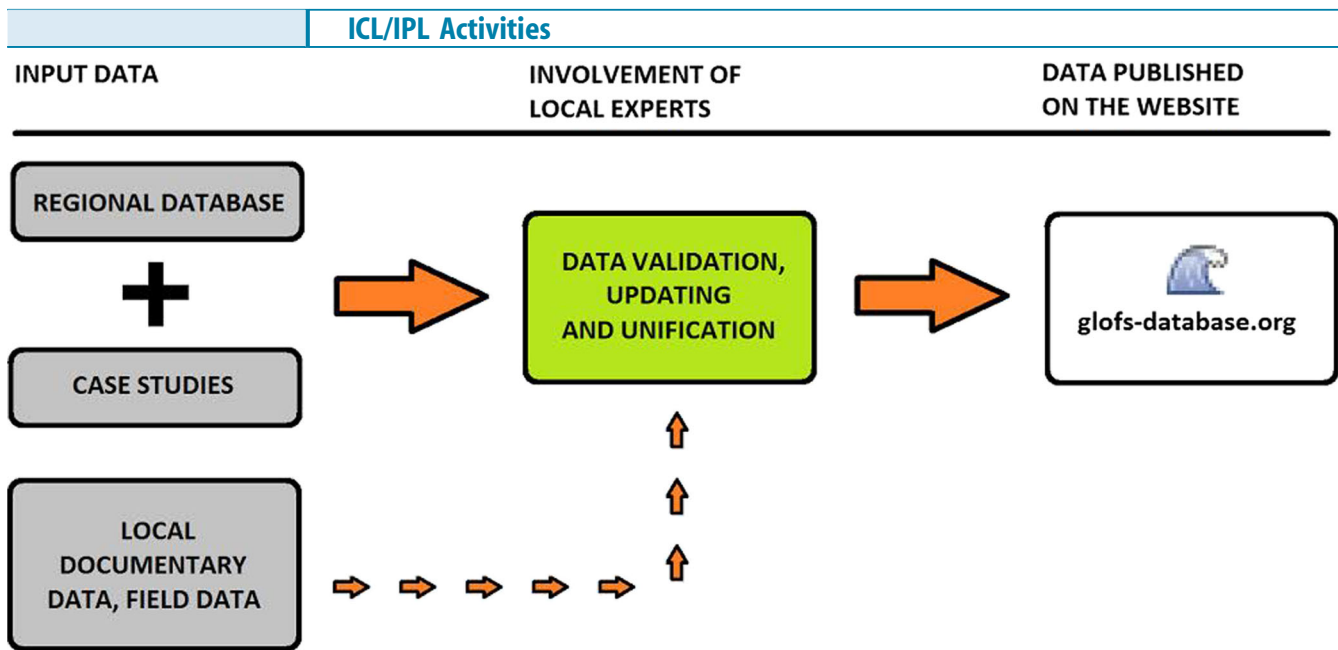 ICL/IPL Activities
INPUT DATA
INVOLVEMENT OF
LOCAL EXPERTS
DATA PUBLISHED
ON THE WEBSITE
REGIONAL DATABASE
CASE STUDIES
LOCAL
DOCUMENTARY
DATA, FIELD DATA
DATA VALIDATION,
UPDATING
AND UNIFICATION
glofs-database.org